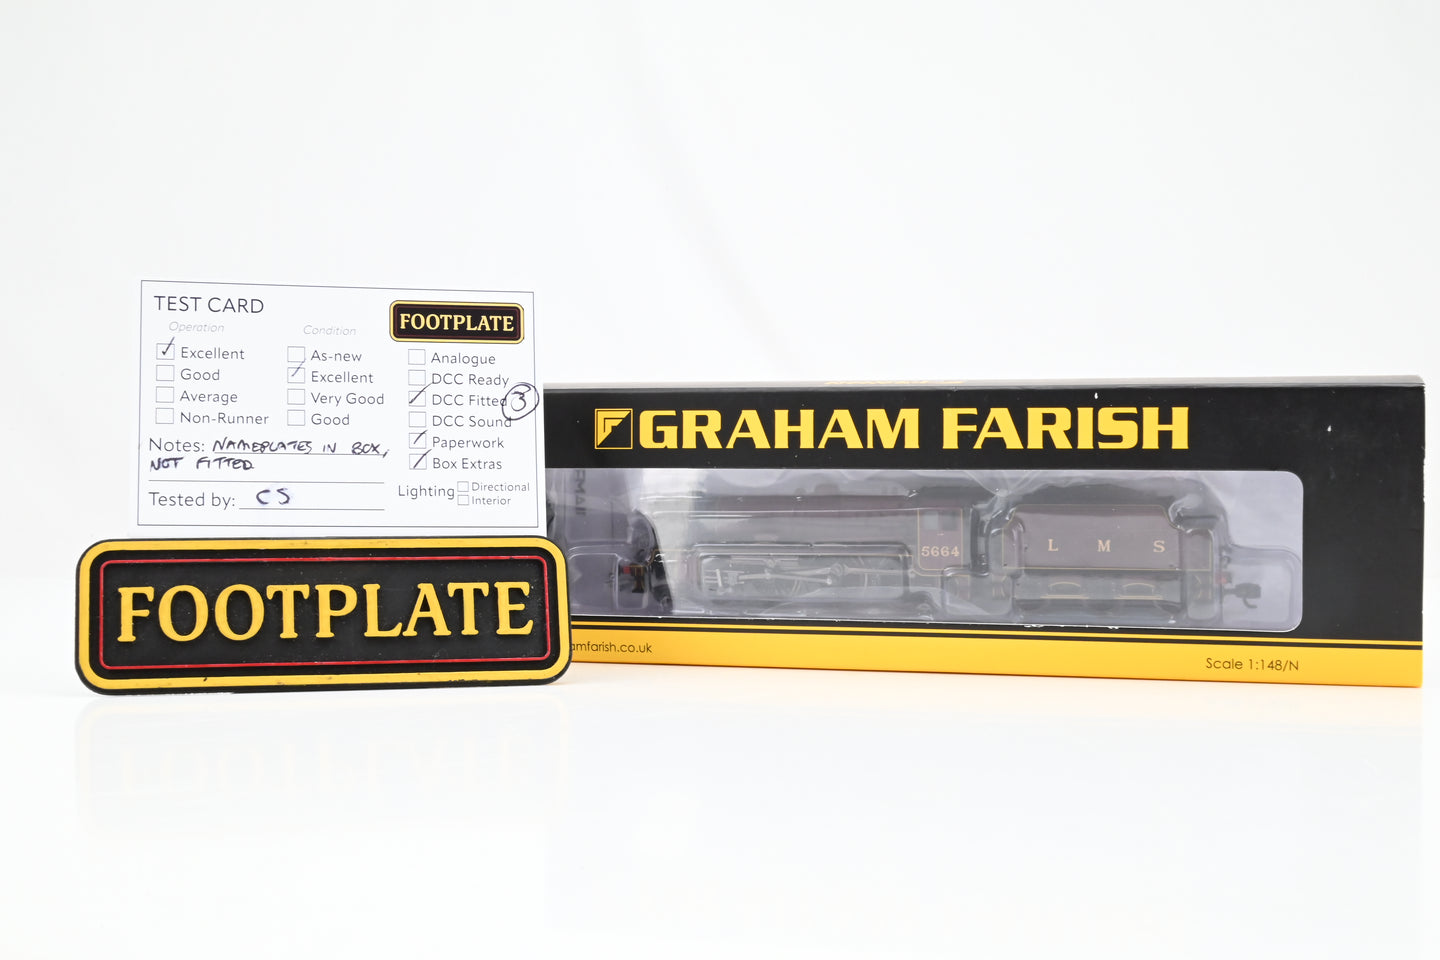 TEST CARD
FOOTPLATE
Operation
Condition
Excellent
Good
Average
Non-Runner
As-new
Excellent
Very Good
Good
Analogue
DCC Ready
DCC Fitted 3
DCC Sound
Paperwork
Box Extras
Notes: NAMEPLATES IN BOX,
NOT FITTED.
Tested by: CS
Lighting
Directional
Interior
FOOTPLATE
GRAHAM FARISH
5664
L M S
amfarish.co.uk
Scale 1:148/N